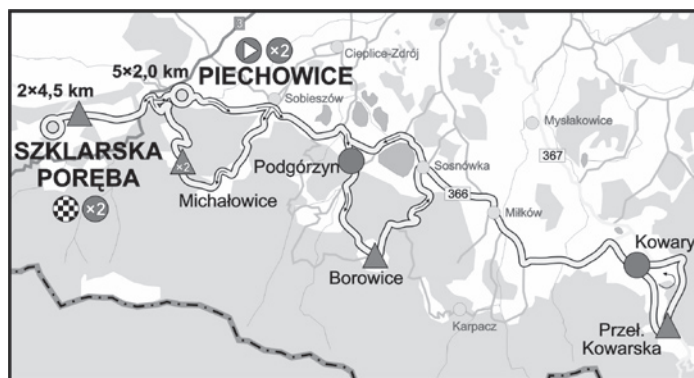 3
Cieplice-Zdrój
×2
5×2,0 km
PIECHOWICE
2×4,5 km
Sobieszów
Mysłakowice
SZKLARSKA
PORĘBA
×2
×2
Michałowice
Podgórzyn
Sosnówka
367
366
Miłków
Kowary
Borowice
Karpacz
Przeł.
Kowarska